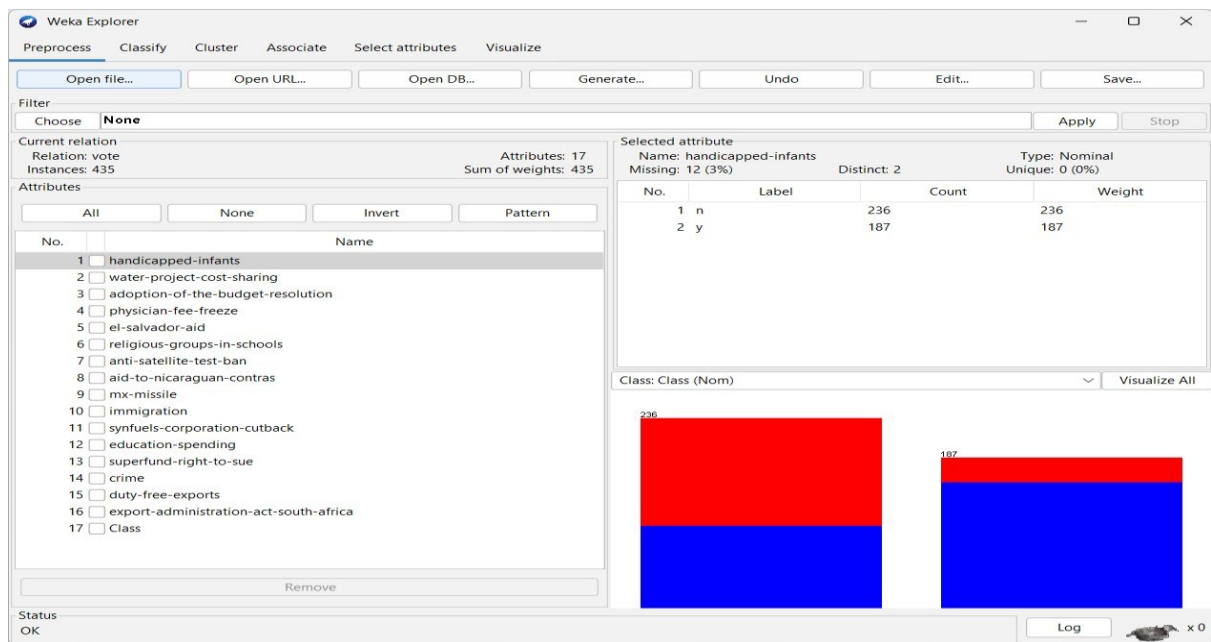 Weka Explorer
Preprocess Classify Cluster Associate Select attributes Visualize
Open file... Open URL... Open DB... Generate... Undo Edit... Save...
Filter
Choose None Apply Stop
Current relation
Relation: vote Attributes: 17
Instances: 435 Sum of weights: 435
Attributes
All None Invert Pattern
No. Name
1 handicapped-infants
2 water-project-cost-sharing
3 adoption-of-the-budget-resolution
4 physician-fee-freeze
5 el-salvador-aid
6 religious-groups-in-schools
7 anti-satellite-test-ban
8 aid-to-nicaraguan-contras
9 mx-missile
10 immigration
11 synfuels-corporation-cutback
12 education-spending
13 superfund-right-to-sue
14 crime
15 duty-free-exports
16 export-administration-act-south-africa
17 Class
Remove
Selected attribute
Name: handicapped-infants Type: Nominal
Missing: 12 (3%) Distinct: 2 Unique: 0 (0%)
No. Label Count Weight
1 n 236 236
2 y 187 187
Class: Class (Nom) Visualize All
236
187
Status
OK
Log x 0